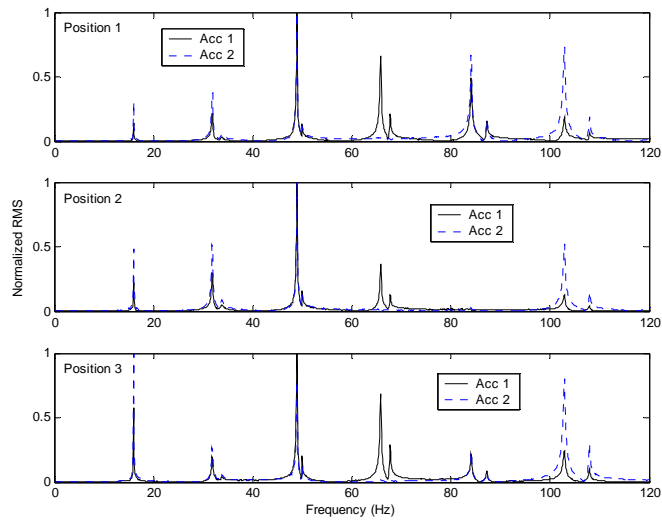 Position 1
Acc 1
Acc 2
1
0.5
0
0 20 40 60 80 100 120
Position 2
Acc 1
Acc 2
1
0.5
0
0 20 40 60 80 100 120
Normalized RMS
Position 3
Acc 1
Acc 2
1
0.5
0
0 20 40 60 80 100 120
Frequency (Hz)